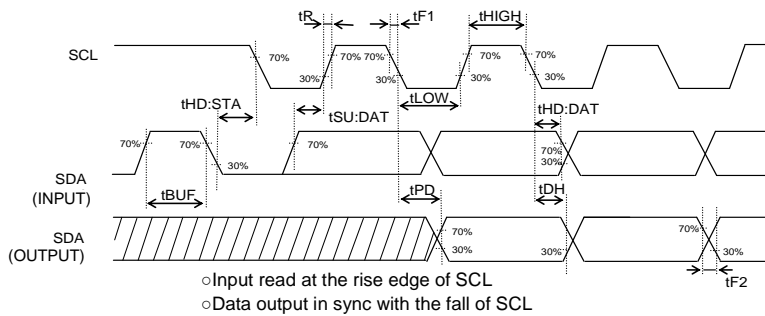 tR tF1 tHIGH
SCL 70% 30% 70% 70% 30% 70% 30% 70% 30%
tHD:STA tSU:DAT tLOW tHD:DAT
SDA
(INPUT)
70% 70% 30% 70% 70% 30%
tBUF tPD tDH
SDA
(OUTPUT)
70% 30% 30% 70% 30%
tF2
○Input read at the rise edge of SCL
○Data output in sync with the fall of SCL